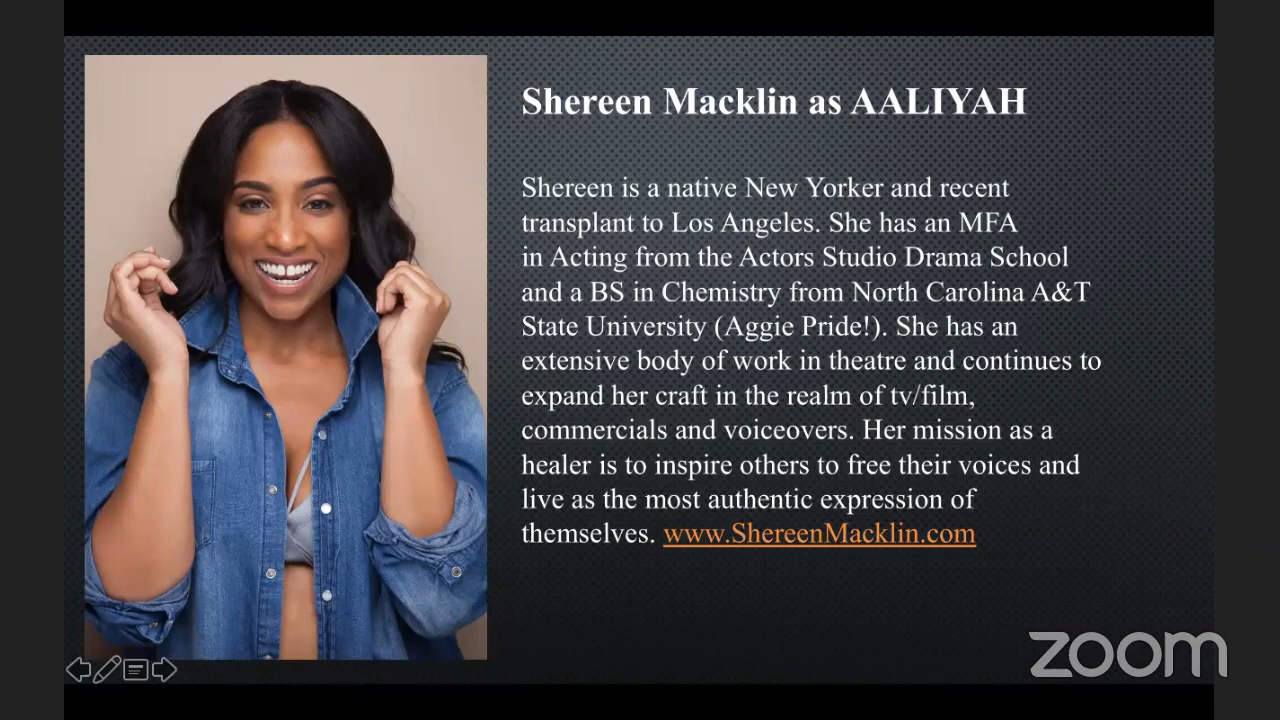 Shereen Macklin as AALIYAH
Shereen is a native New Yorker and recent
transplant to Los Angeles. She has an MFA
in Acting from the Actors Studio Drama School
and a BS in Chemistry from North Carolina A&T
State University (Aggie Pride!). She has an
extensive body of work in theatre and continues to
expand her craft in the realm of tv/film,
commercials and voiceovers. Her mission as a
healer is to inspire others to free their voices and
live as the most authentic expression of
themselves. www.ShereenMacklin.com
zoom